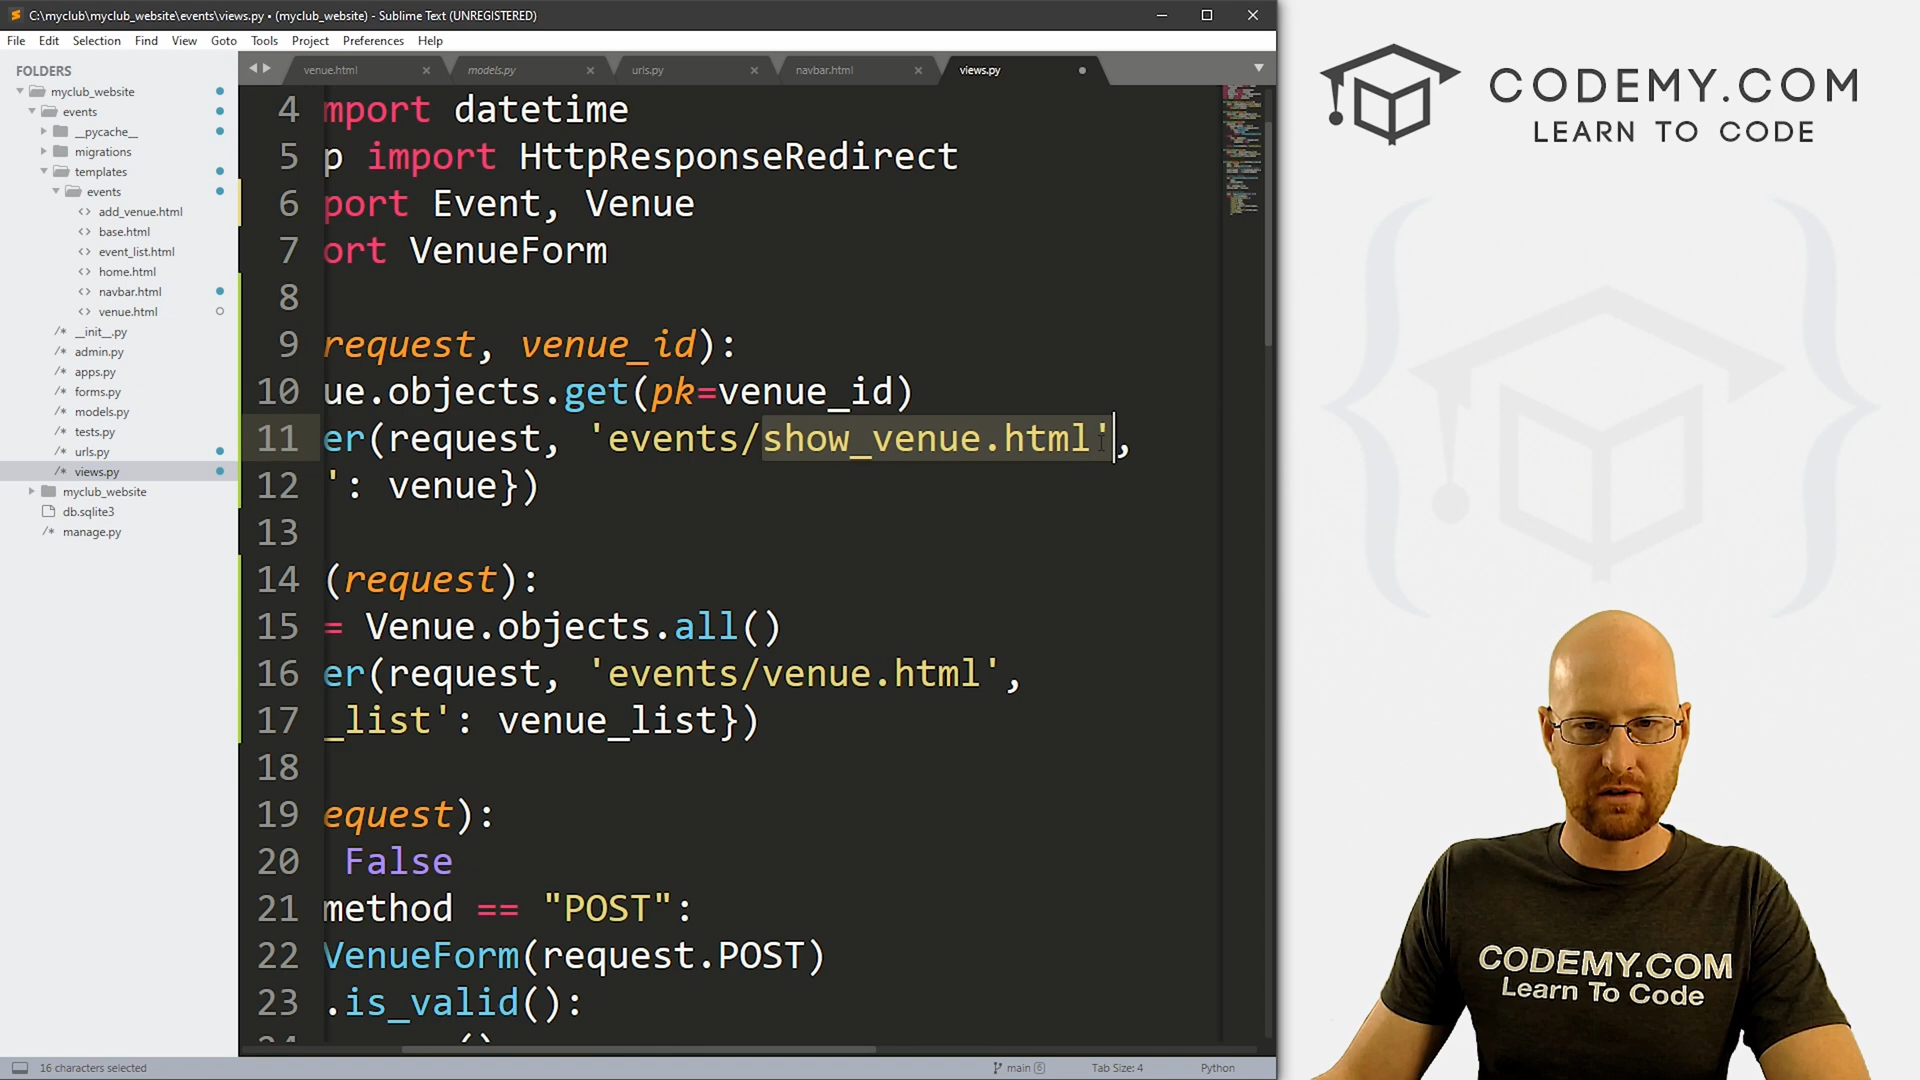 C:\myclub\myclub_website\events\views.py • (myclub_website) - Sublime Text (UNREGISTERED)
File Edit Selection Find View Goto Tools Project Preferences Help
FOLDERS
myclub_website
events
__pycache__
migrations
templates
events
add_venue.html
base.html
event_list.html
home.html
navbar.html
venue.html
__init__.py
admin.py
apps.py
forms.py
models.py
tests.py
urls.py
views.py
myclub_website
db.sqlite3
manage.py
venue.html models.py urls.py navbar.html views.py
4 mport datetime
5 p import HttpResponseRedirect
6 port Event, Venue
7 ort VenueForm
8
9 request, venue_id):
10 ue.objects.get(pk=venue_id)
11 er(request, 'events/show_venue.html',
12 ': venue})
13
14 (request):
15 = Venue.objects.all()
16 er(request, 'events/venue.html',
17 _list': venue_list})
18
19 equest):
20 False
21 method == "POST":
22 VenueForm(request.POST)
23 .is_valid():
16 characters selected
main 6
Tab Size: 4
Python
CODEMY.COM
LEARN TO CODE
CODEMY.COM
Learn To Code